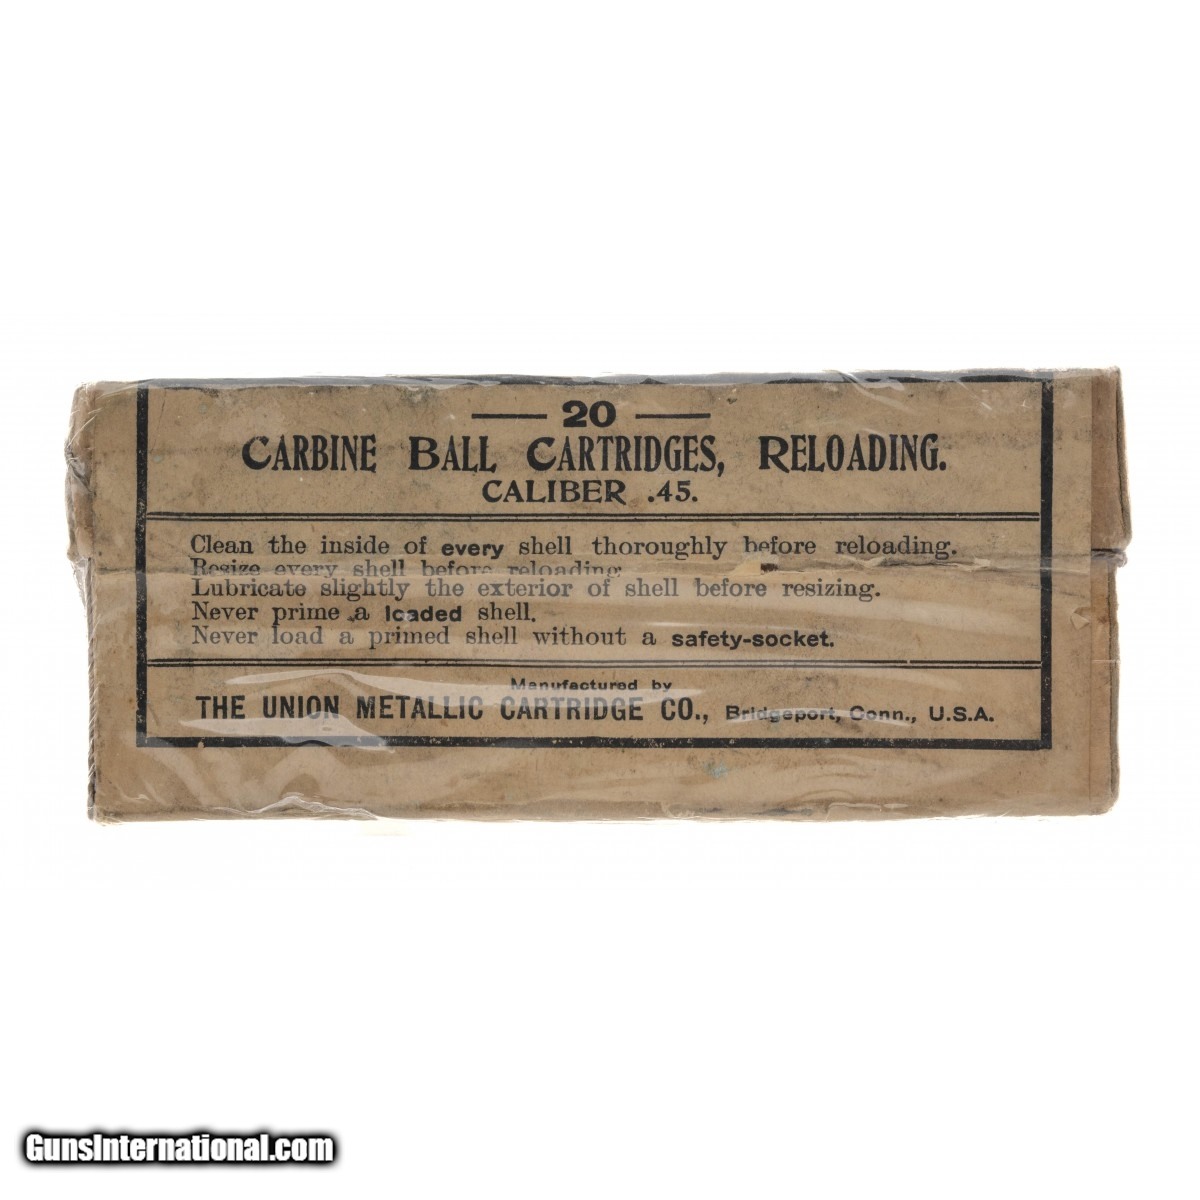 — 20 —
CARBINE BALL CARTRIDGES, RELOADING.
CALIBER .45.
Clean the inside of every shell thoroughly before reloading.
Resize every shell before reloading.
Lubricate slightly the exterior of shell before resizing.
Never prime a loaded shell.
Never load a primed shell without a safety-socket.
Manufactured by
THE UNION METALLIC CARTRIDGE CO., Bridgeport, Conn., U.S.A.
GunsInternational.com